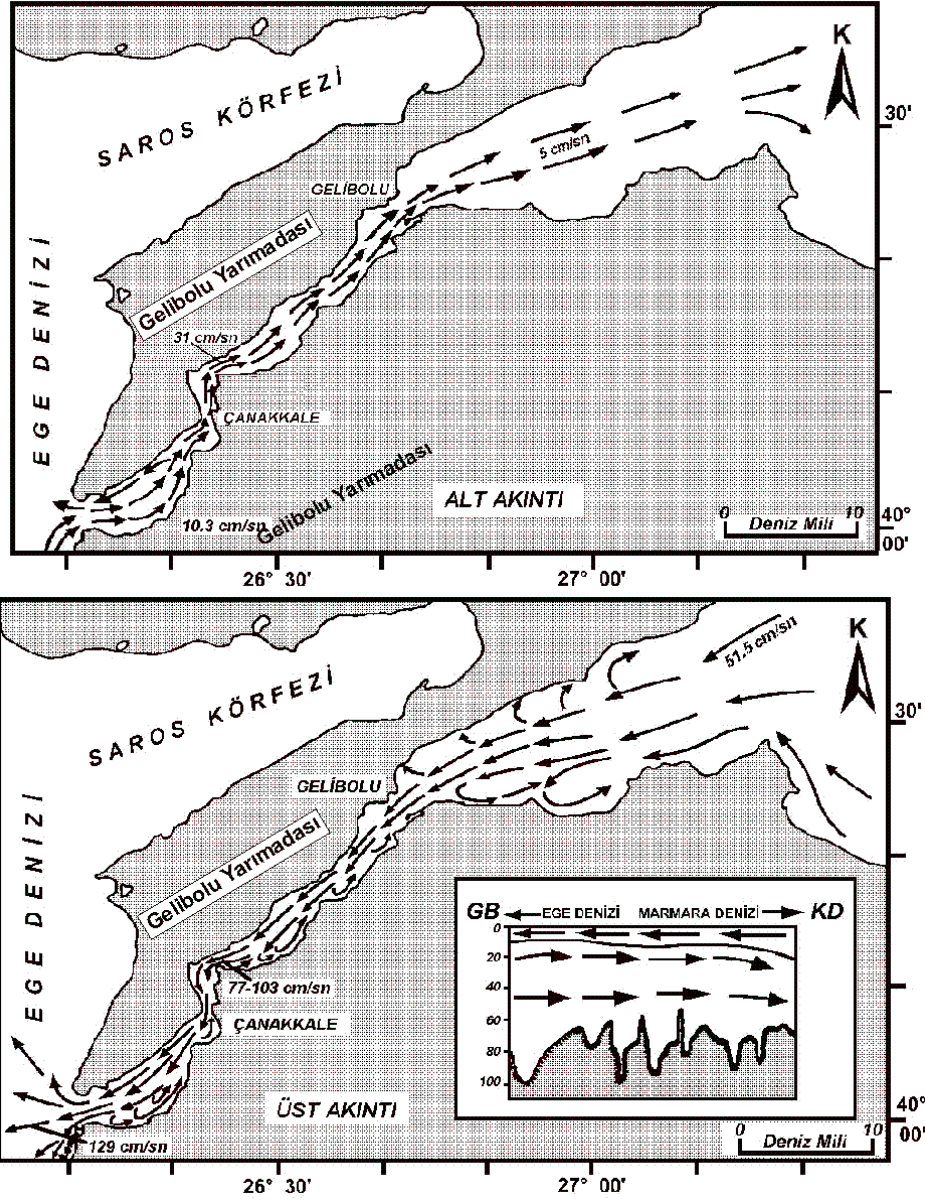 K
30'
SAROS KÖRFEZİ
5 cm/sn
GELIBOLU
Gelibolu Yarımadası
EGE DENİZİ
31 cm/sn
ÇANAKKALE
Gelibolu Yarımadası
ALT AKINTI
10.3 cm/sn
0 10
Deniz Mili
40°
00'
26° 30' 27° 00'
51.5 cm/sn
K
SAROS KÖRFEZİ
30'
GELİBOLU
Gelibolu Yarımadası
EGE DENİZİ
GB EGE DENİZİ MARMARA DENİZİ KD
0
20
40
60
80
100
77-103 cm/sn
ÇANAKKALE
ÜST AKINTI
129 cm/sn
0 10
Deniz Mili
40°
00'
26° 30' 27° 00'